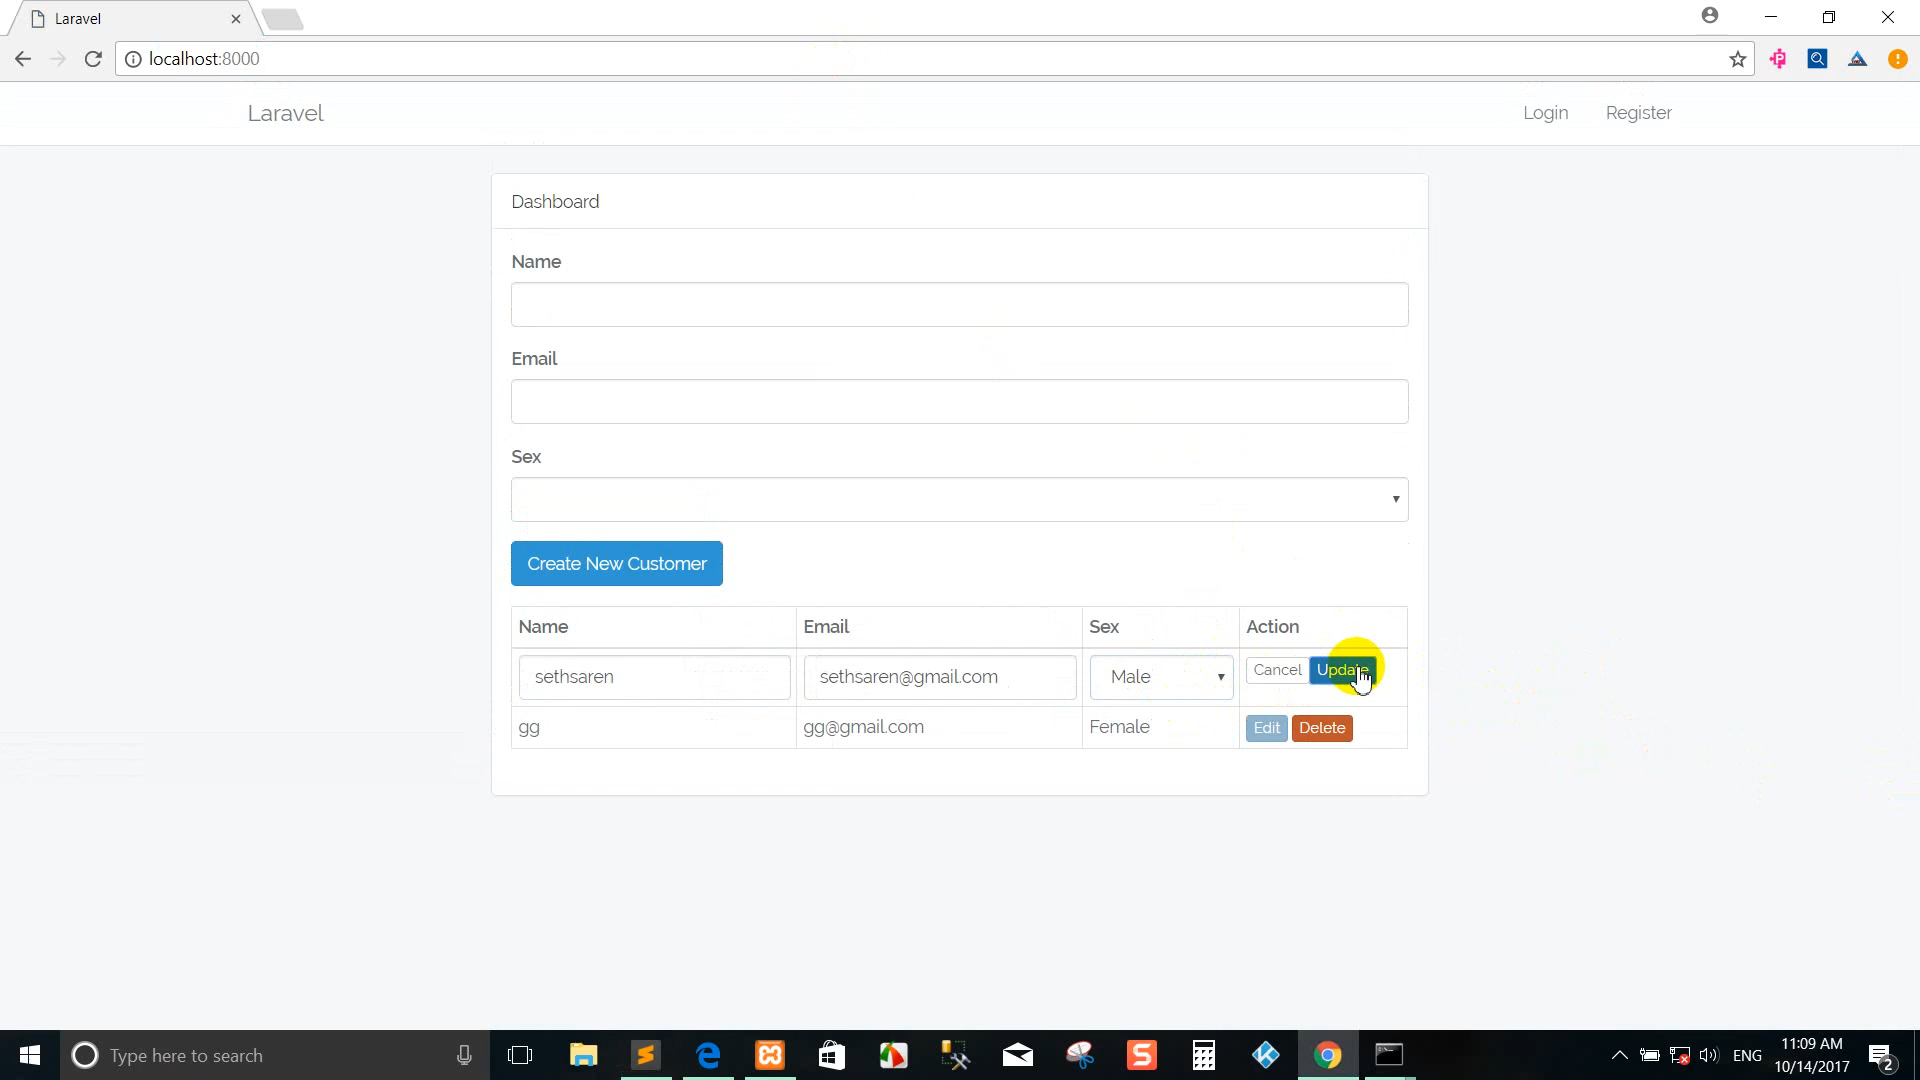 Laravel
localhost:8000
Laravel
Login
Register
Dashboard
Name
Email
Sex
Create New Customer
Name Email Sex Action
sethsaren sethsaren@gmail.com Male Cancel Update
gg gg@gmail.com Female Edit Delete
Type here to search
ENG
11:09 AM
10/14/2017
2